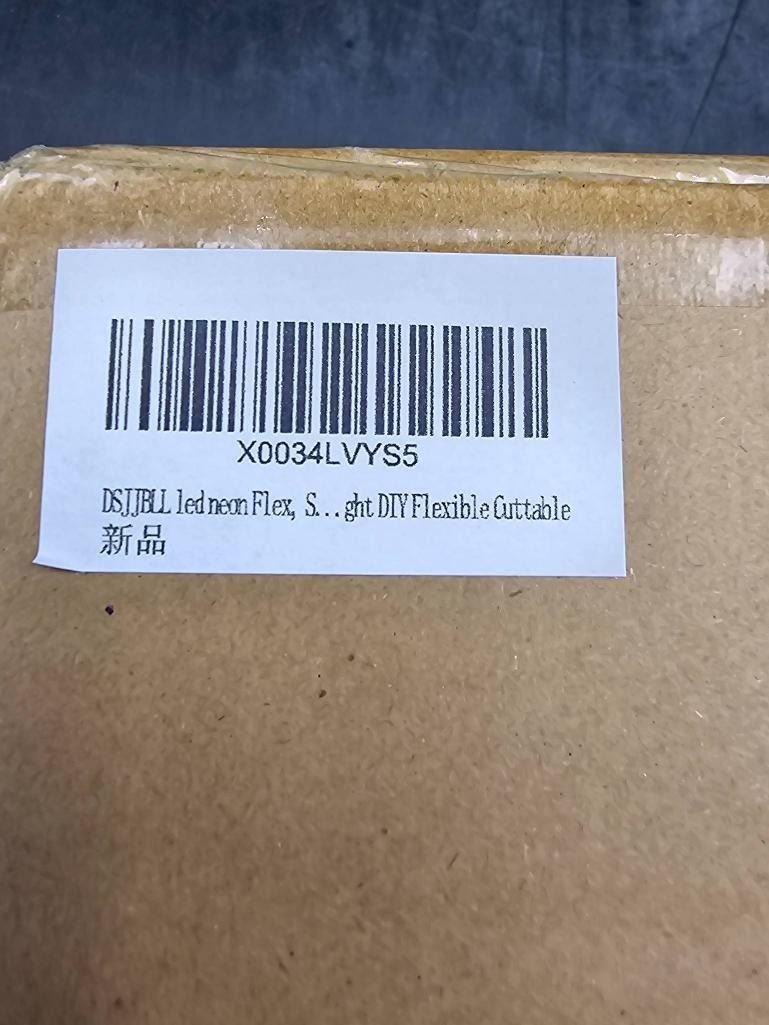 X0034LVYS5
DSJJBLL led neon Flex, S...ght DIY Flexible Cuttable
新品